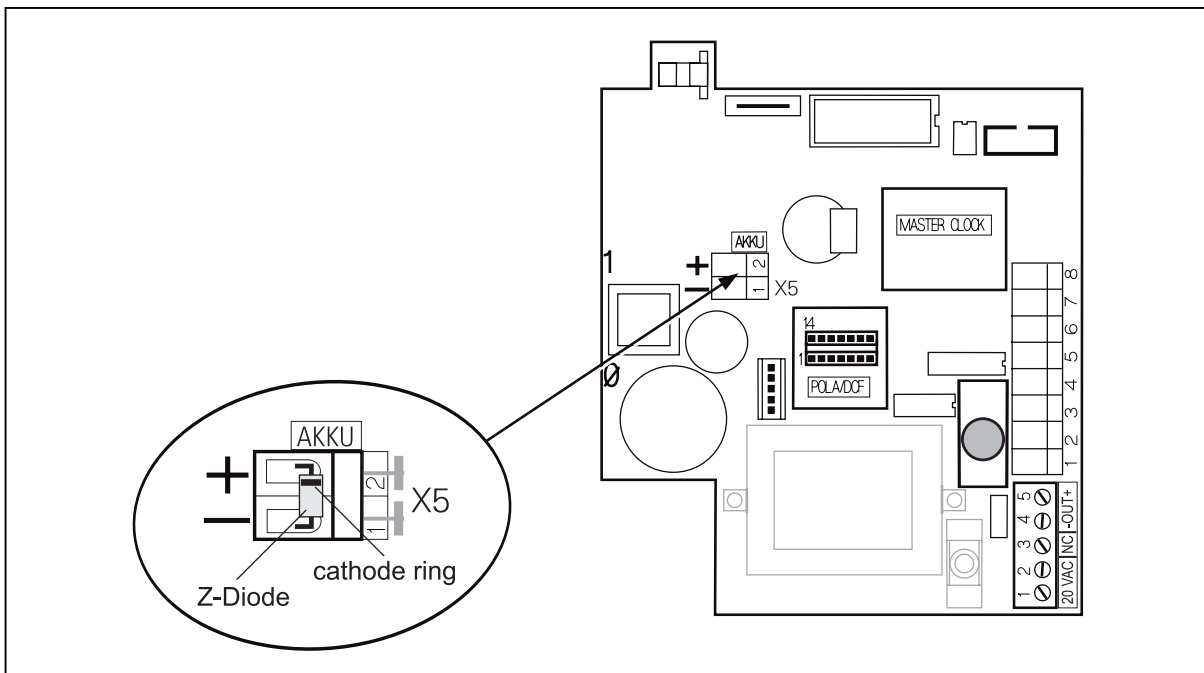 MASTER CLOCK
AKKU
1
+
2
−
1
X5
8
7
6
5
4
3
2
1
14
1
POLA/DCF
Ø
5
4
3
2
1
-OUT+
NC
20 VAC
AKKU
+
2
−
1
X5
cathode ring
Z-Diode